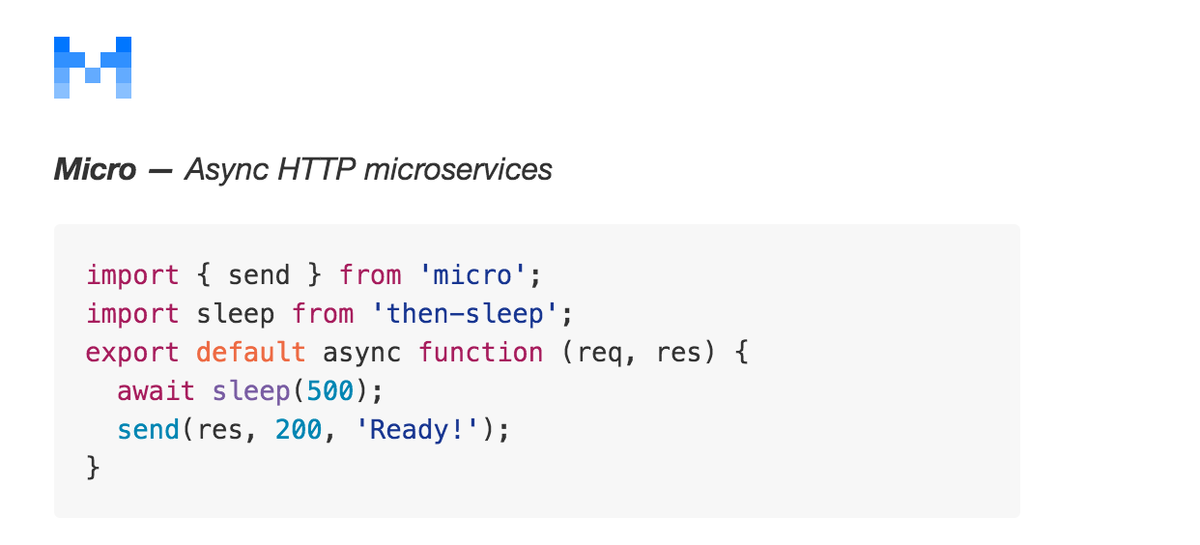 Micro — Async HTTP microservices
import { send } from 'micro';
import sleep from 'then-sleep';
export default async function (req, res) {
  await sleep(500);
  send(res, 200, 'Ready!');
}